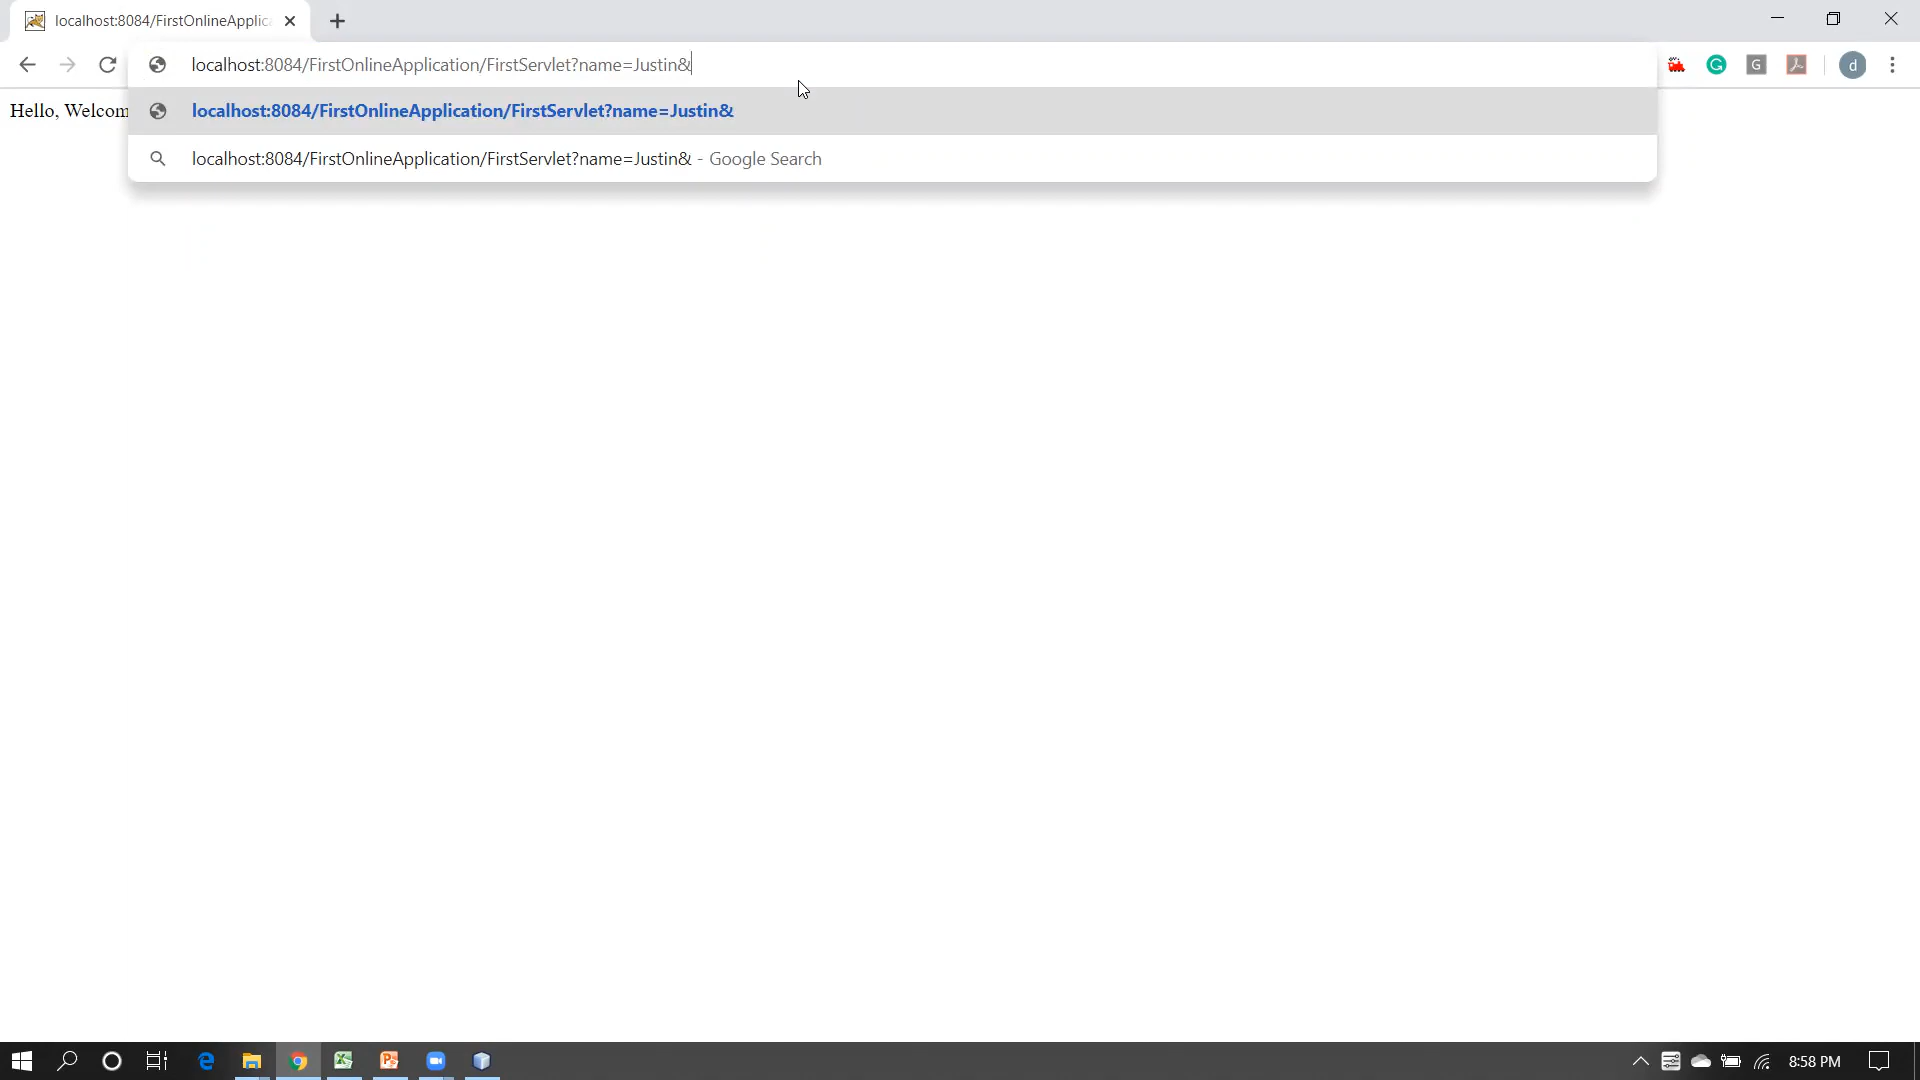 localhost:8084/FirstOnlineApplica
localhost:8084/FirstOnlineApplication/FirstServlet?name=Justin&
d
Hello, Welcom
localhost:8084/FirstOnlineApplication/FirstServlet?name=Justin&
localhost:8084/FirstOnlineApplication/FirstServlet?name=Justin& - Google Search
8:58 PM